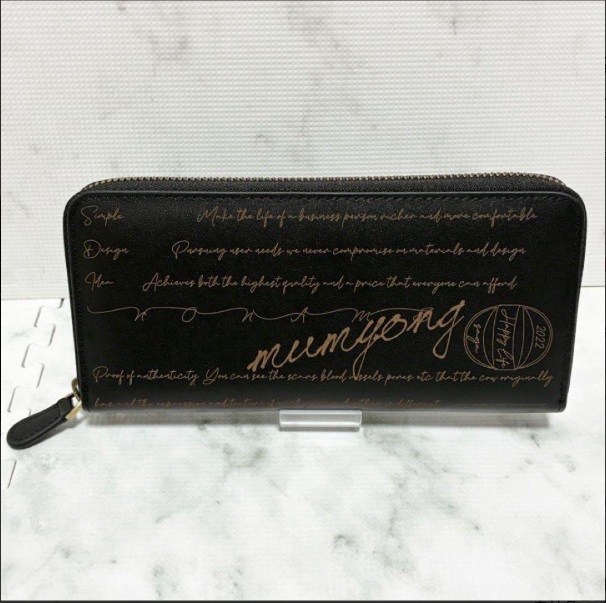 Simple Make the life of a business person richer and more comfortable
Design Pursuing user needs we never compromise on materials and design
Idea Achieves both the highest quality and a price that everyone can afford
mumyong
2022
Happy Life
Proof of authenticity You can see the scars blood vessels pores etc that the cow originally